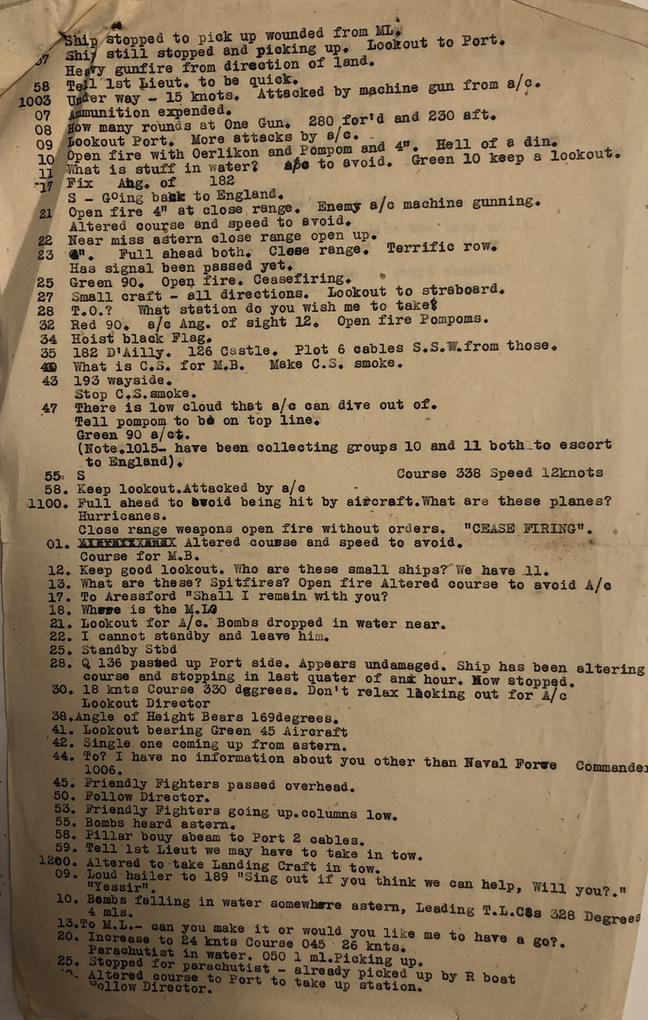 Ship stopped to pick up wounded from ML.
57 Ship still stopped and picking up. Lookout to Port.
Heavy gunfire from direction of land.
58 Tell 1st Lieut. to be quick.
1003 Under way - 15 knots. Attacked by machine gun from a/c.
07 Ammunition expended.
08 How many rounds at One Gun. 280 for'd and 230 aft.
09 Lookout Port. More attacks by a/c.
10 Open fire with Oerlikon and Pompom and 4". Hell of a din.
11 What is stuff in water? a/c to avoid. Green 10 keep a lookout.
17 Fix Ang. of 182
S - Going back to England.
21 Open fire 4" at close range. Enemy a/c machine gunning.
Altered course and speed to avoid.
22 Near miss astern close range open up.
23 4". Full ahead both. Close range. Terrific row.
Has signal been passed yet.
25 Green 90. Open fire. Ceasefiring.
27 Small craft - all directions. Lookout to straboard.
28 T.O.? What station do you wish me to take?
32 Red 90. a/c Ang. of sight 12. Open fire Pompoms.
34 Hoist black Flag.
35 182 D'Ailly. 126 Castle. Plot 6 cables S.S.W.from those.
40 What is C.S. for M.B. Make C.S. smoke.
43 193 wayside.
Stop C.S.smoke.
47 There is low cloud that a/c can dive out of.
Tell pompom to be on top line.
Green 90 a/ct.
(Note.1015- have been collecting groups 10 and 11 both to escort
to England).
55. S Course 338 Speed 12knots
58. Keep lookout.Attacked by a/c
1100. Full ahead to avoid being hit by aircraft.What are these planes?
Hurricanes.
Close range weapons open fire without orders. "CEASE FIRING".
01. Altered course and speed to avoid.
Course for M.B.
12. Keep good lookout. Who are these small ships? We have 11.
13. What are these? Spitfires? Open fire Altered course to avoid A/c
17. To Aressford "Shall I remain with you?
18. Where is the M.LO
21. Lookout for A/c. Bombs dropped in water near.
22. I cannot standby and leave him.
25. Standby Stbd
28. Q 136 passed up Port side. Appears undamaged. Ship has been altering
course and stopping in last quater of an hour. Now stopped.
30. 18 knts Course 330 dggrees. Don't relax looking out for A/c
Lookout Director
38.Angle of Height Bears 169degrees.
41. Lookout bearing Green 45 Aircraft
42. Single one coming up from astern.
44. To? I have no information about you other than Naval Force Commander
1006.
45. Friendly Fighters passed overhead.
50. Follow Director.
53. Friendly Fighters going up.columns low.
55. Bombs heard astern.
58. Pillar bouy abeam to Port 2 cables.
59. Tell 1st Lieut we may have to take in tow.
1200. Altered to take Landing Craft in tow.
09. Loud hailer to 189 "Sing out if you think we can help, Will you?."
"Yessir".
10. Bombs falling in water somewhere astern, Leading T.L.C$s 328 Degrees
4 mls.
13.To M.L.- can you make it or would you like me to have a go?.
20. Increase to 24 knts Course 045 26 knts.
Parachutist in water. 050 1 ml.Picking up.
25. Stopped for parachutist - already picked up by R boat
Altered course to Port to take up station.
Follow Director.